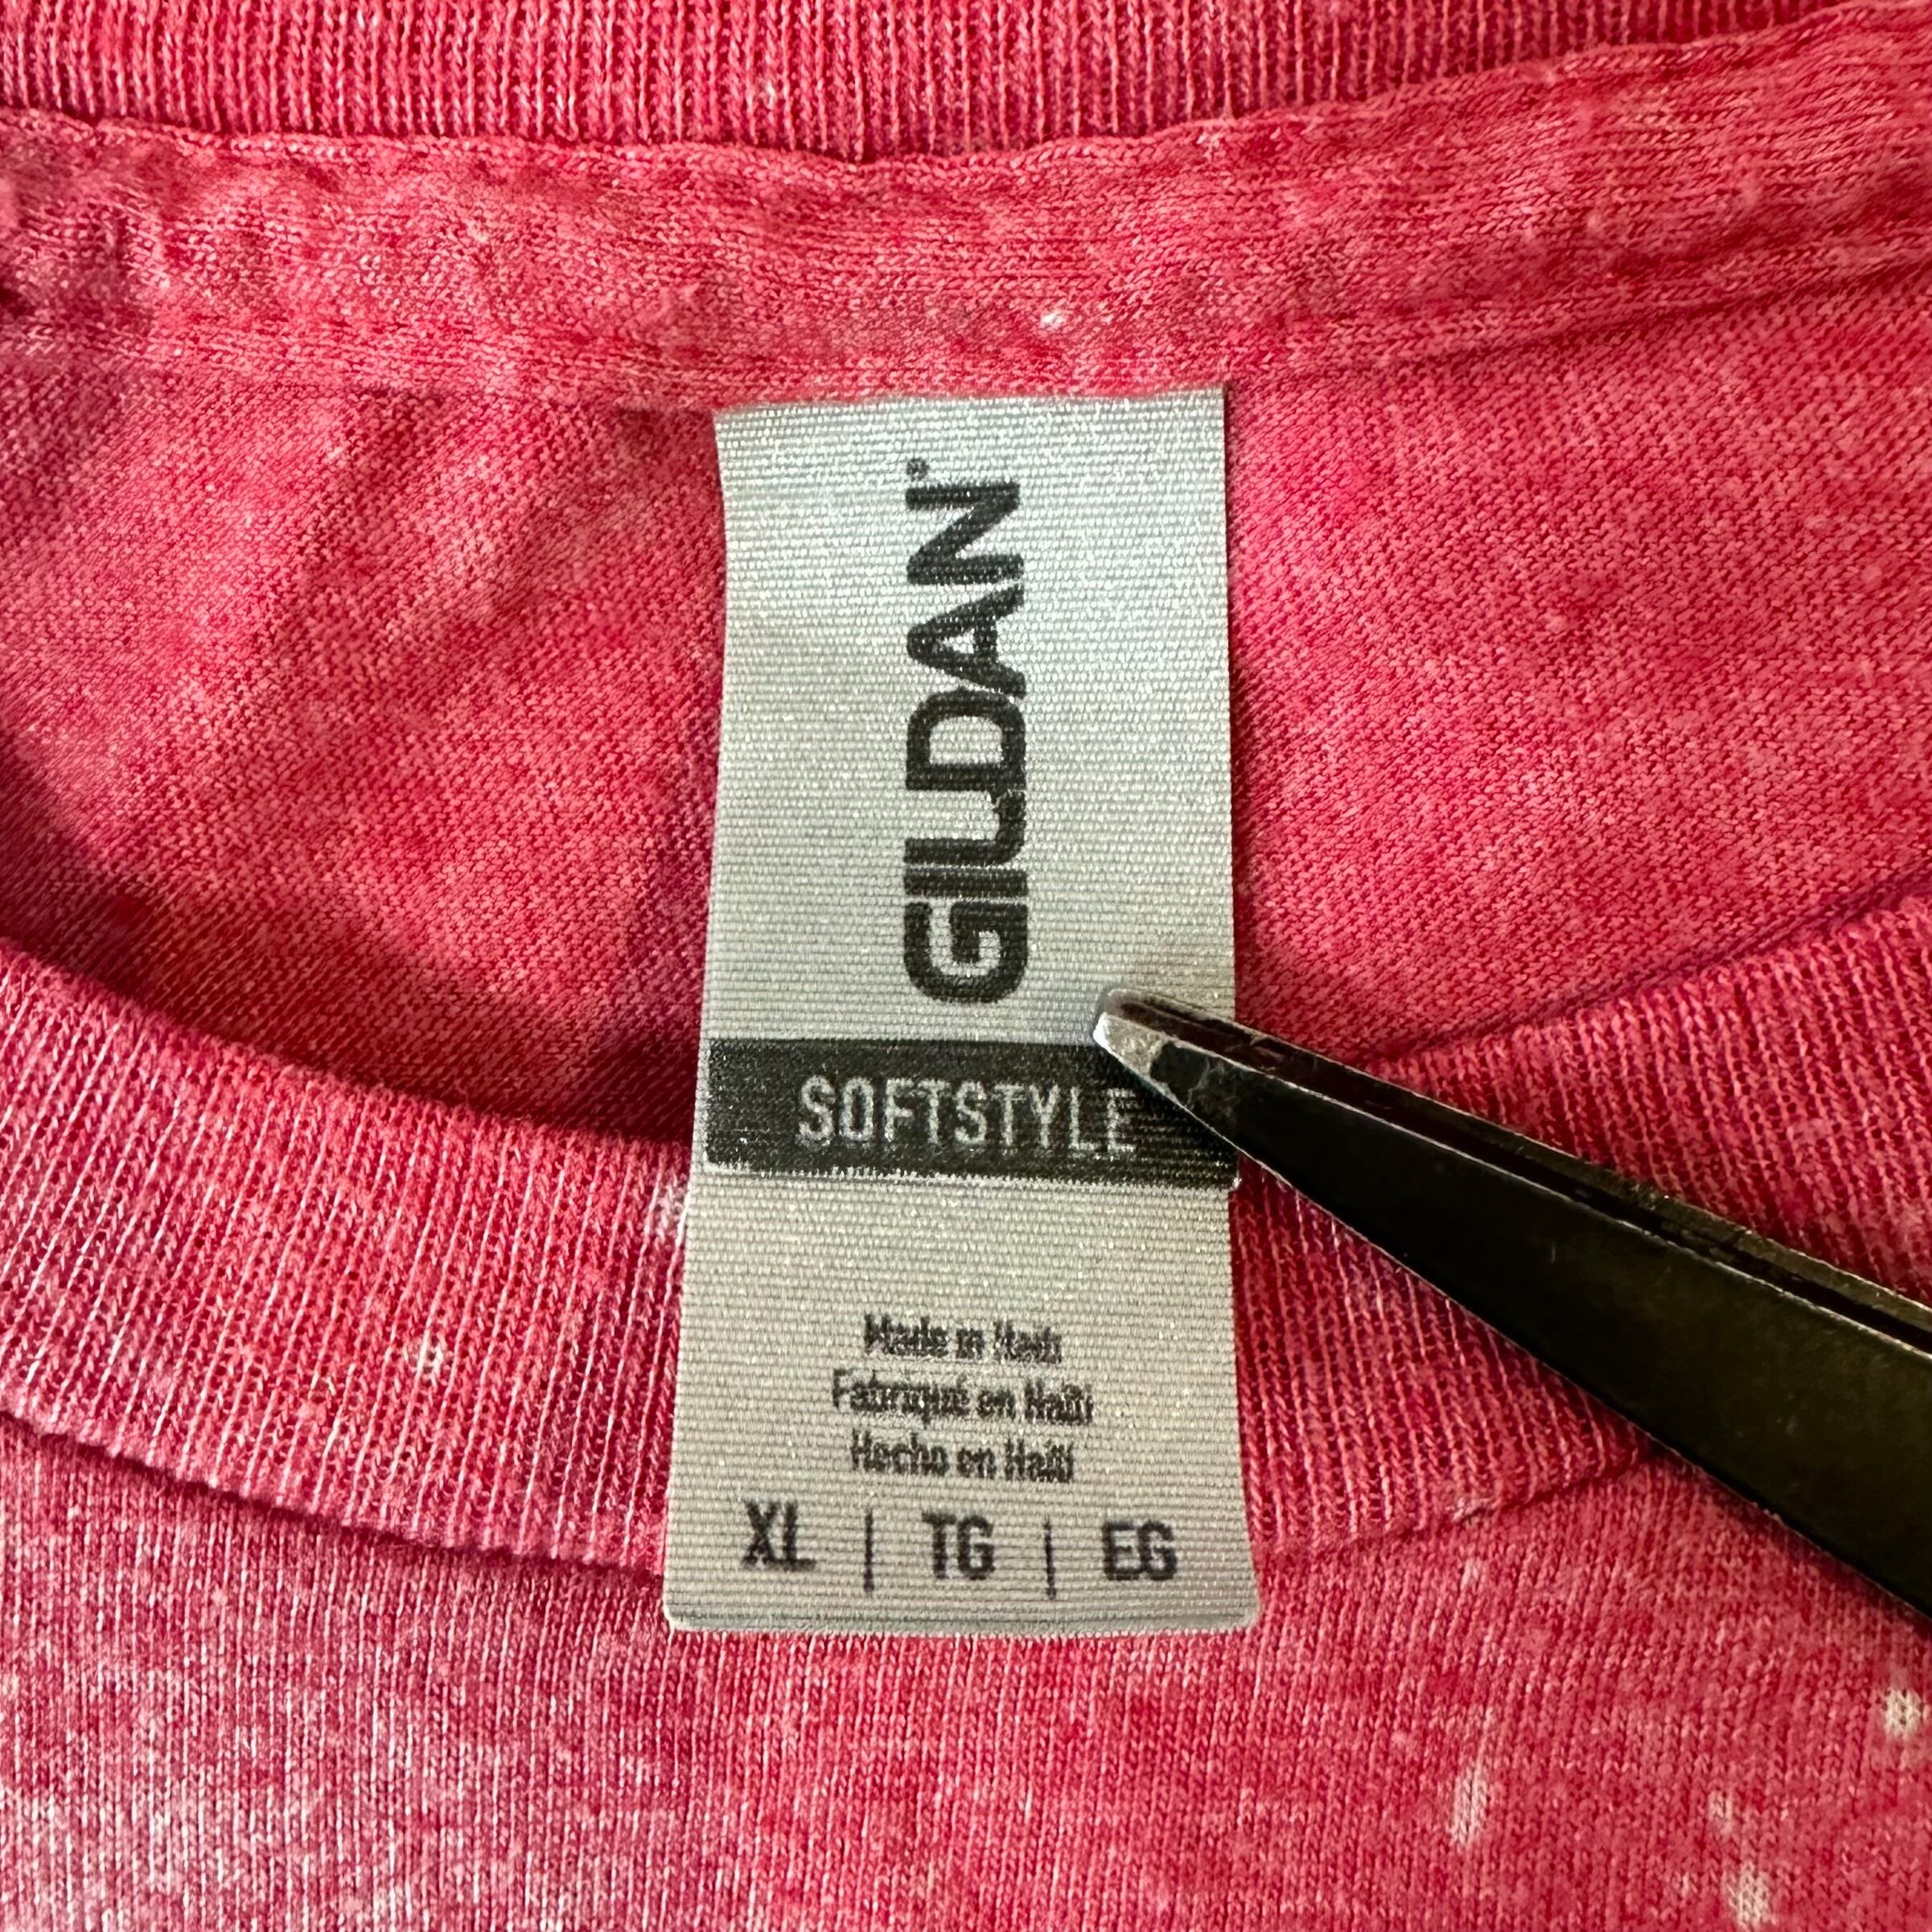 GILDAN®
SOFTSTYLE
Made in Haiti
Fabriqué en Haïti
Hecho en Haití
XL | TG | EG